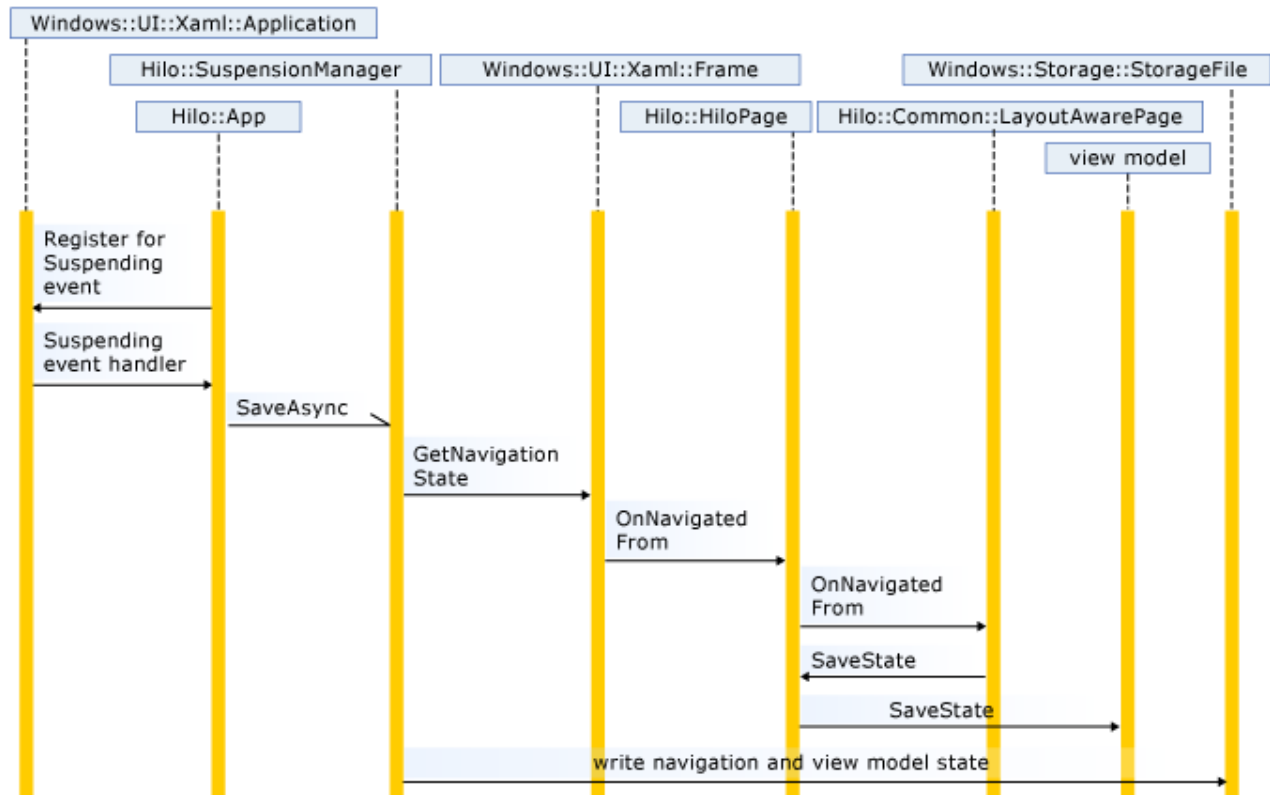 Windows::UI::Xaml::Application
Hilo::SuspensionManager
Windows::UI::Xaml::Frame
Windows::Storage::StorageFile
Hilo::App
Hilo::HiloPage
Hilo::Common::LayoutAwarePage
view model
Register for
Suspending
event
Suspending
event handler
SaveAsync
GetNavigation
State
OnNavigated
From
OnNavigated
From
SaveState
SaveState
write navigation and view model state